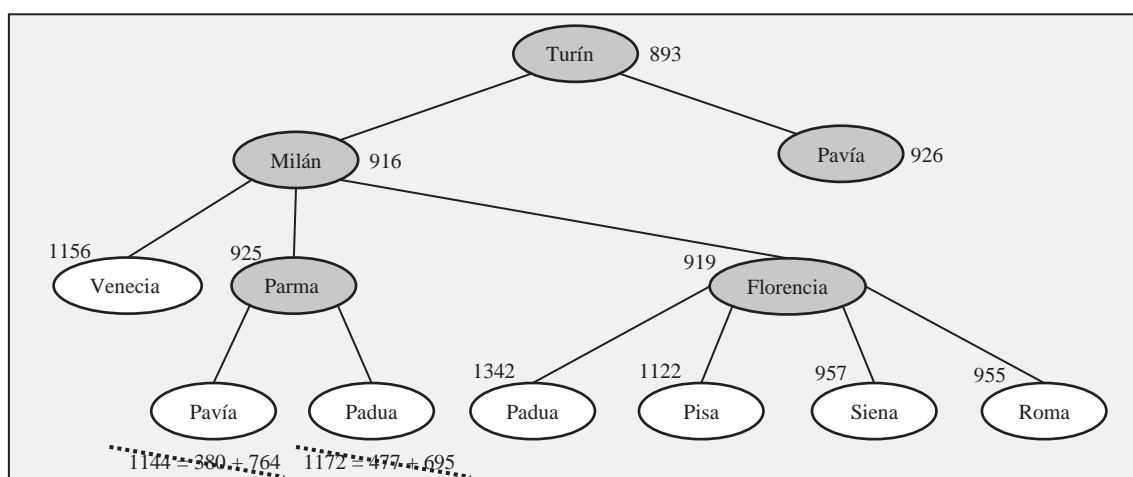 Turín 893
Milán 916
Pavía 926
1156 925 919
Venecia Parma Florencia
1342 1122 957 955
Pavía Padua Padua Pisa Siena Roma
1144 = 380 + 764 1172 = 477 + 695